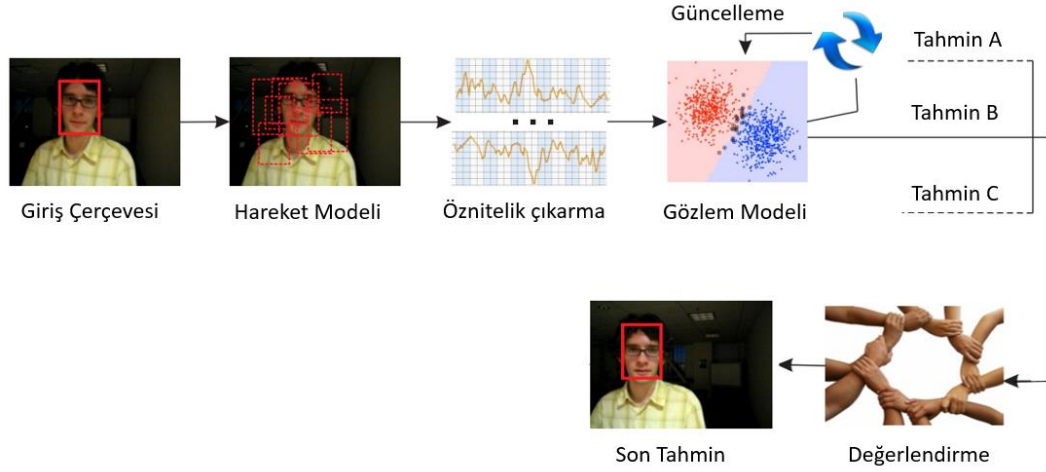 Güncelleme
Tahmin A
Tahmin B
Tahmin C
Giriş Çerçevesi
Hareket Modeli
Öznitelik çıkarma
Gözlem Modeli
Son Tahmin
Değerlendirme